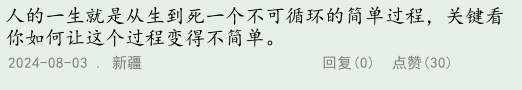 人的一生就是从生到死一个不可循环的简单过程，关键看
你如何让这个过程变得不简单。
2024-08-03 . 新疆 回复(0) 点赞(30)